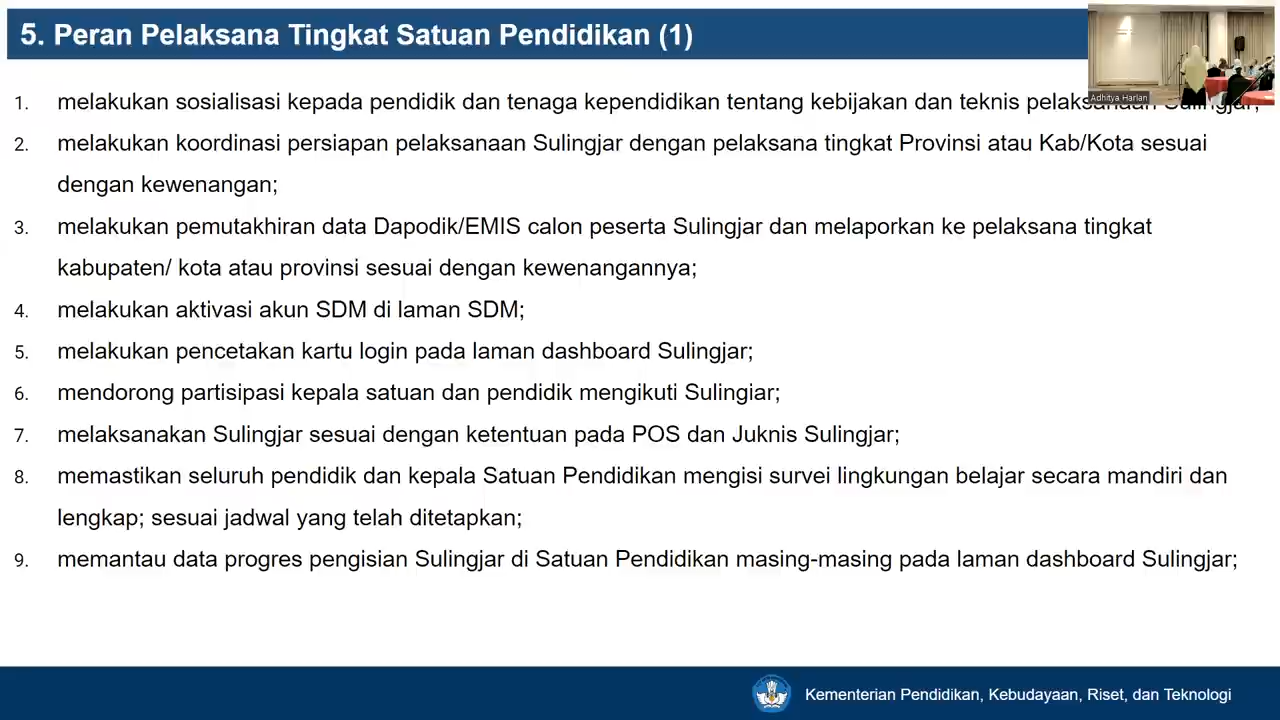 5. Peran Pelaksana Tingkat Satuan Pendidikan (1)
Adhitya Harlan
1. melakukan sosialisasi kepada pendidik dan tenaga kependidikan tentang kebijakan dan teknis pelaksanaan Sulingjar;
2. melakukan koordinasi persiapan pelaksanaan Sulingjar dengan pelaksana tingkat Provinsi atau Kab/Kota sesuai
dengan kewenangan;
3. melakukan pemutakhiran data Dapodik/EMIS calon peserta Sulingjar dan melaporkan ke pelaksana tingkat
kabupaten/ kota atau provinsi sesuai dengan kewenangannya;
4. melakukan aktivasi akun SDM di laman SDM;
5. melakukan pencetakan kartu login pada laman dashboard Sulingjar;
6. mendorong partisipasi kepala satuan dan pendidik mengikuti Sulingiar;
7. melaksanakan Sulingjar sesuai dengan ketentuan pada POS dan Juknis Sulingjar;
8. memastikan seluruh pendidik dan kepala Satuan Pendidikan mengisi survei lingkungan belajar secara mandiri dan
lengkap; sesuai jadwal yang telah ditetapkan;
9. memantau data progres pengisian Sulingjar di Satuan Pendidikan masing-masing pada laman dashboard Sulingjar;
Kementerian Pendidikan, Kebudayaan, Riset, dan Teknologi